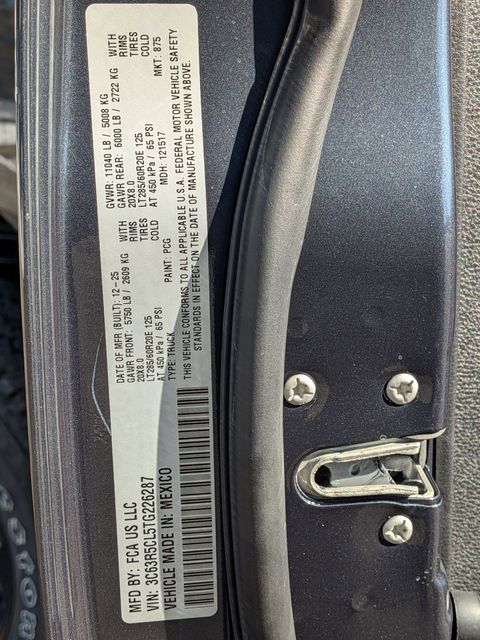 MFD BY: FCA US LLC
DATE OF MFR (BUILT): 12-25
GVWR: 11040 LB / 5008 KG
GAWR FRONT: 5750 LB / 2609 KG WITH
GAWR REAR: 6000 LB / 2722 KG WITH
20X8.0 RIMS
20X8.0 RIMS
LT285/60R20E 125 TIRES
LT285/60R20E 125 TIRES
AT 450 kPa / 65 PSI COLD
AT 450 kPa / 65 PSI COLD
VIN: 3C63R5CL5TG226287
TYPE: TRUCK
PAINT: PCG
MDH: 121517
MKT: 875
VEHICLE MADE IN: MEXICO
THIS VEHICLE CONFORMS TO ALL APPLICABLE U.S.A. FEDERAL MOTOR VEHICLE SAFETY
STANDARDS IN EFFECT ON THE DATE OF MANUFACTURE SHOWN ABOVE.